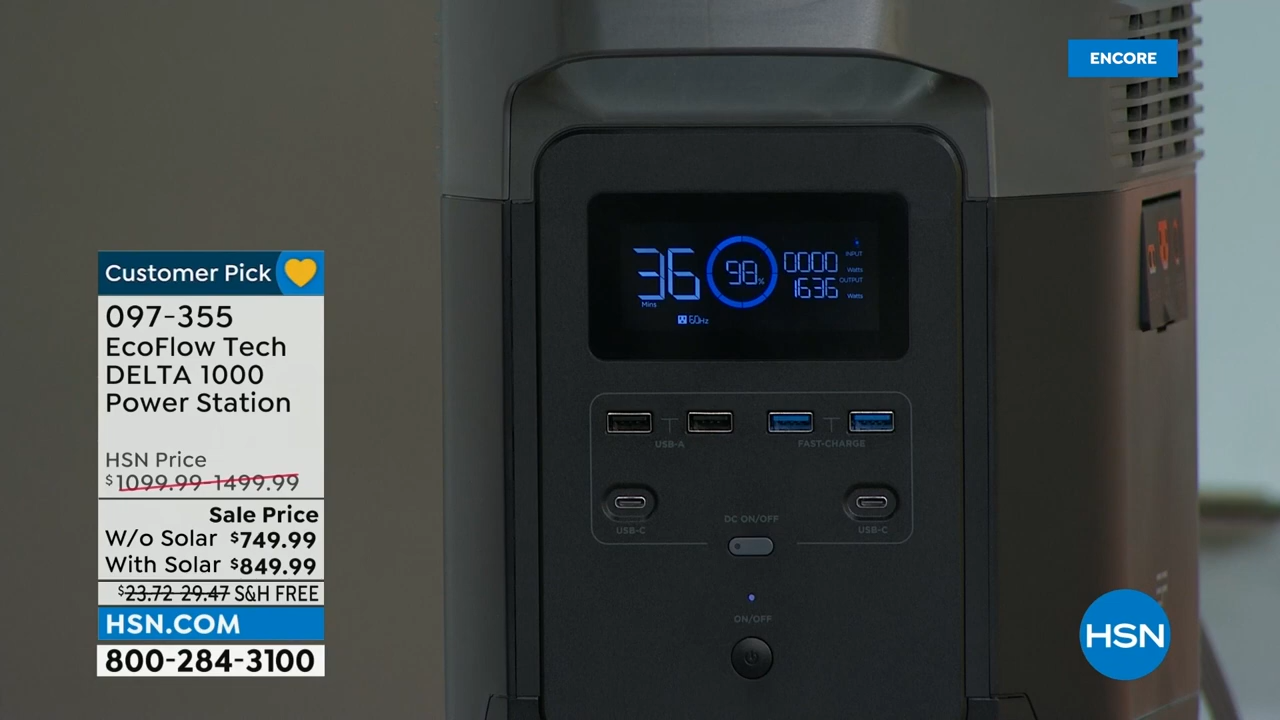 ENCORE
Customer Pick
097-355
EcoFlow Tech
DELTA 1000
Power Station
HSN Price
$1099.99-1499.99
Sale Price
W/o Solar $749.99
With Solar $849.99
$23.72-29.47 S&H FREE
HSN.COM
800-284-3100
36
Mins
98%
0000
INPUT
Watts
1636
OUTPUT
Watts
60Hz
USB-A
FAST-CHARGE
USB-C
DC ON/OFF
USB-C
ON/OFF
HSN